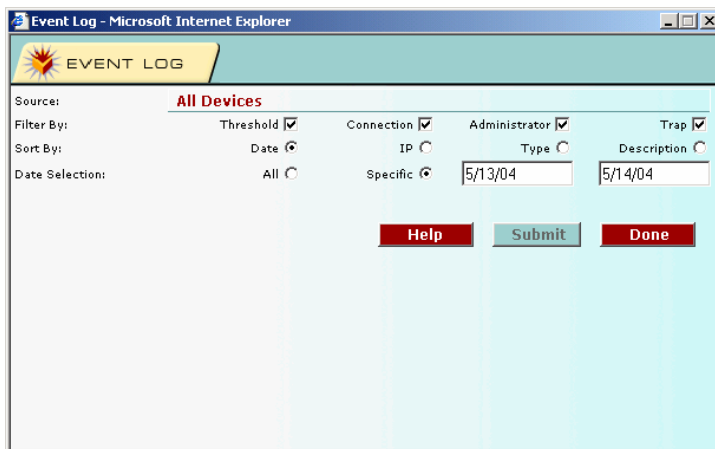 Event Log - Microsoft Internet Explorer
EVENT LOG
Source: All Devices
Filter By: Threshold Connection Administrator Trap
Sort By: Date IP Type Description
Date Selection: All Specific 5/13/04 5/14/04
Help Submit Done